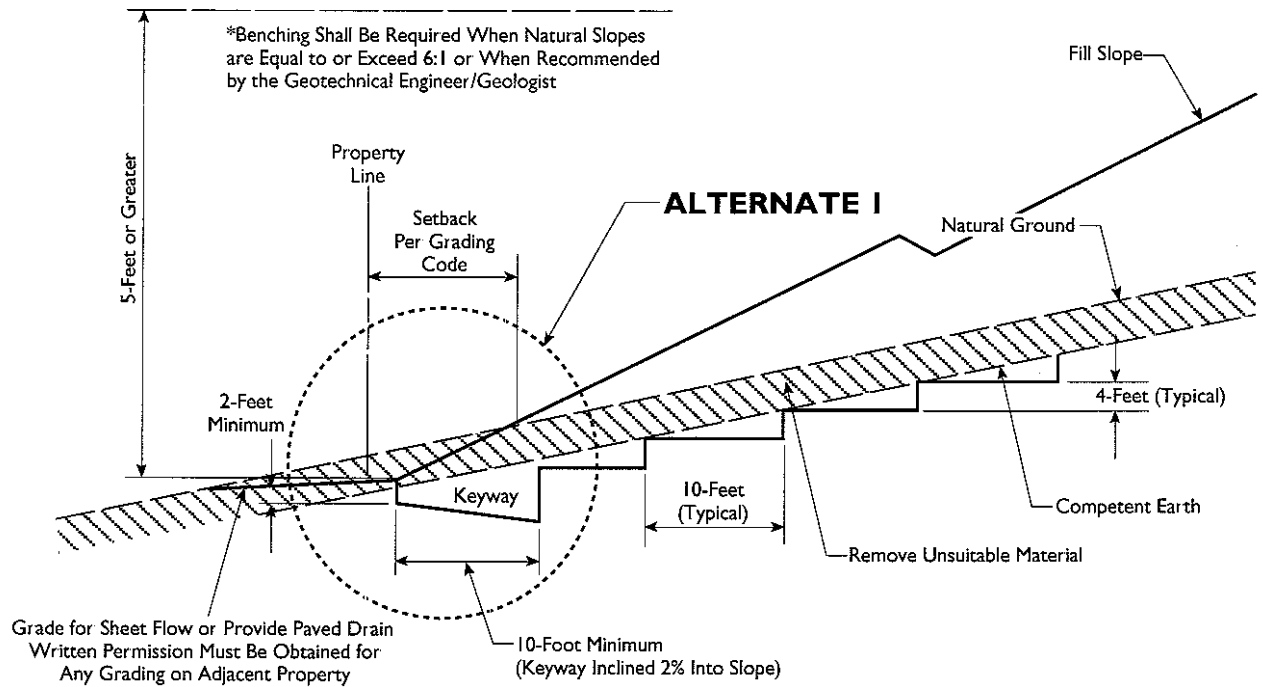 *Benching Shall Be Required When Natural Slopes
are Equal to or Exceed 6:1 or When Recommended
by the Geotechnical Engineer/Geologist
Fill Slope
5-Feet or Greater
Property
Line
ALTERNATE 1
Setback
Per Grading
Code
Natural Ground
2-Feet
Minimum
4-Feet (Typical)
Keyway
10-Feet
(Typical)
Competent Earth
Remove Unsuitable Material
Grade for Sheet Flow or Provide Paved Drain
Written Permission Must Be Obtained for
Any Grading on Adjacent Property
10-Foot Minimum
(Keyway Inclined 2% Into Slope)